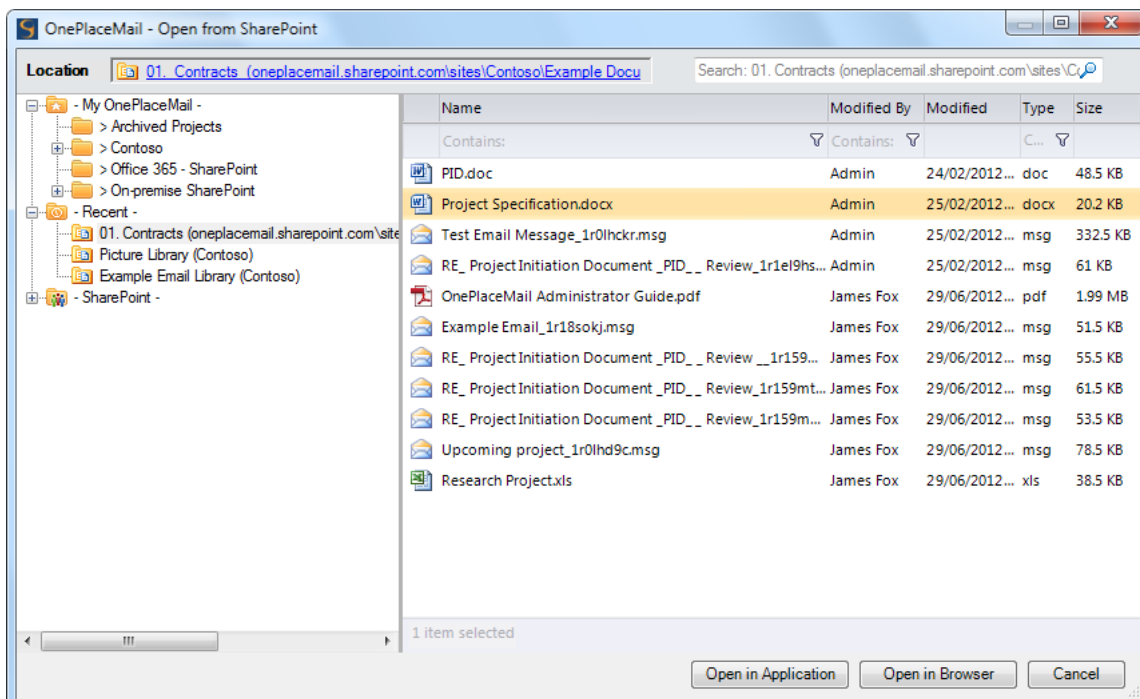 OnePlaceMail - Open from SharePoint
Location 01. Contracts (oneplacemail.sharepoint.com\sites\Contoso\Example Docu Search: 01. Contracts (oneplacemail.sharepoint.com\sites\Co
- My OnePlaceMail -
> Archived Projects
> Contoso
> Office 365 - SharePoint
> On-premise SharePoint
- Recent -
01. Contracts (oneplacemail.sharepoint.com\site
Picture Library (Contoso)
Example Email Library (Contoso)
- SharePoint -
Name Modified By Modified Type Size
Contains: Contains: C...
PID.doc Admin 24/02/2012... doc 48.5 KB
Project Specification.docx Admin 25/02/2012... docx 20.2 KB
Test Email Message_1r0lhckr.msg Admin 25/02/2012... msg 332.5 KB
RE_ Project Initiation Document _PID_ _ Review_1r1el9hs... Admin 25/02/2012... msg 61 KB
OnePlaceMail Administrator Guide.pdf James Fox 29/06/2012... pdf 1.99 MB
Example Email_1r18sokj.msg James Fox 29/06/2012... msg 51.5 KB
RE_ Project Initiation Document _PID_ _ Review __1r159... James Fox 29/06/2012... msg 55.5 KB
RE_ Project Initiation Document _PID_ _ Review_1r159mt... James Fox 29/06/2012... msg 61.5 KB
RE_ Project Initiation Document _PID_ _ Review_1r159m... James Fox 29/06/2012... msg 53.5 KB
Upcoming project_1r0lhd9c.msg James Fox 29/06/2012... msg 78.5 KB
Research Project.xls James Fox 29/06/2012... xls 38.5 KB
1 item selected
Open in Application Open in Browser Cancel